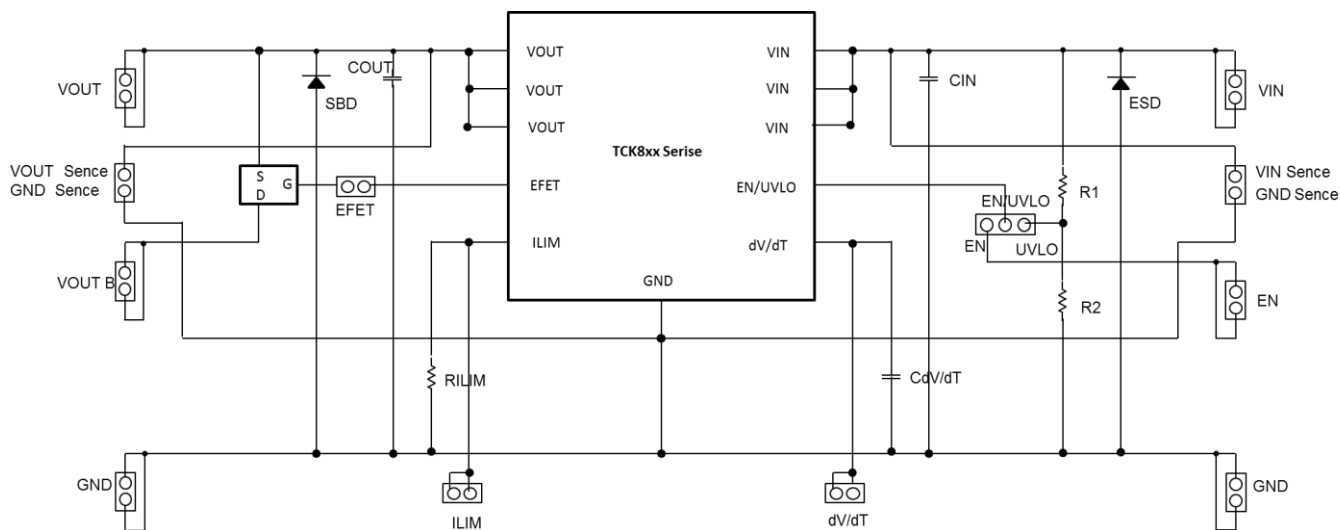 VOUT
VIN
COUT
CIN
VOUT
VIN
VOUT
VIN
SBD
ESD
VOUT
VIN
TCK8xx Serise
VOUT Sence
GND Sence
VIN Sence
GND Sence
S
D
G
EFET
EN/UVLO
R1
EFET
EN/UVLO
EN
UVLO
ILIM
dV/dT
VOUT B
GND
R2
EN
RILIM
CdV/dT
GND
GND
ILIM
dV/dT